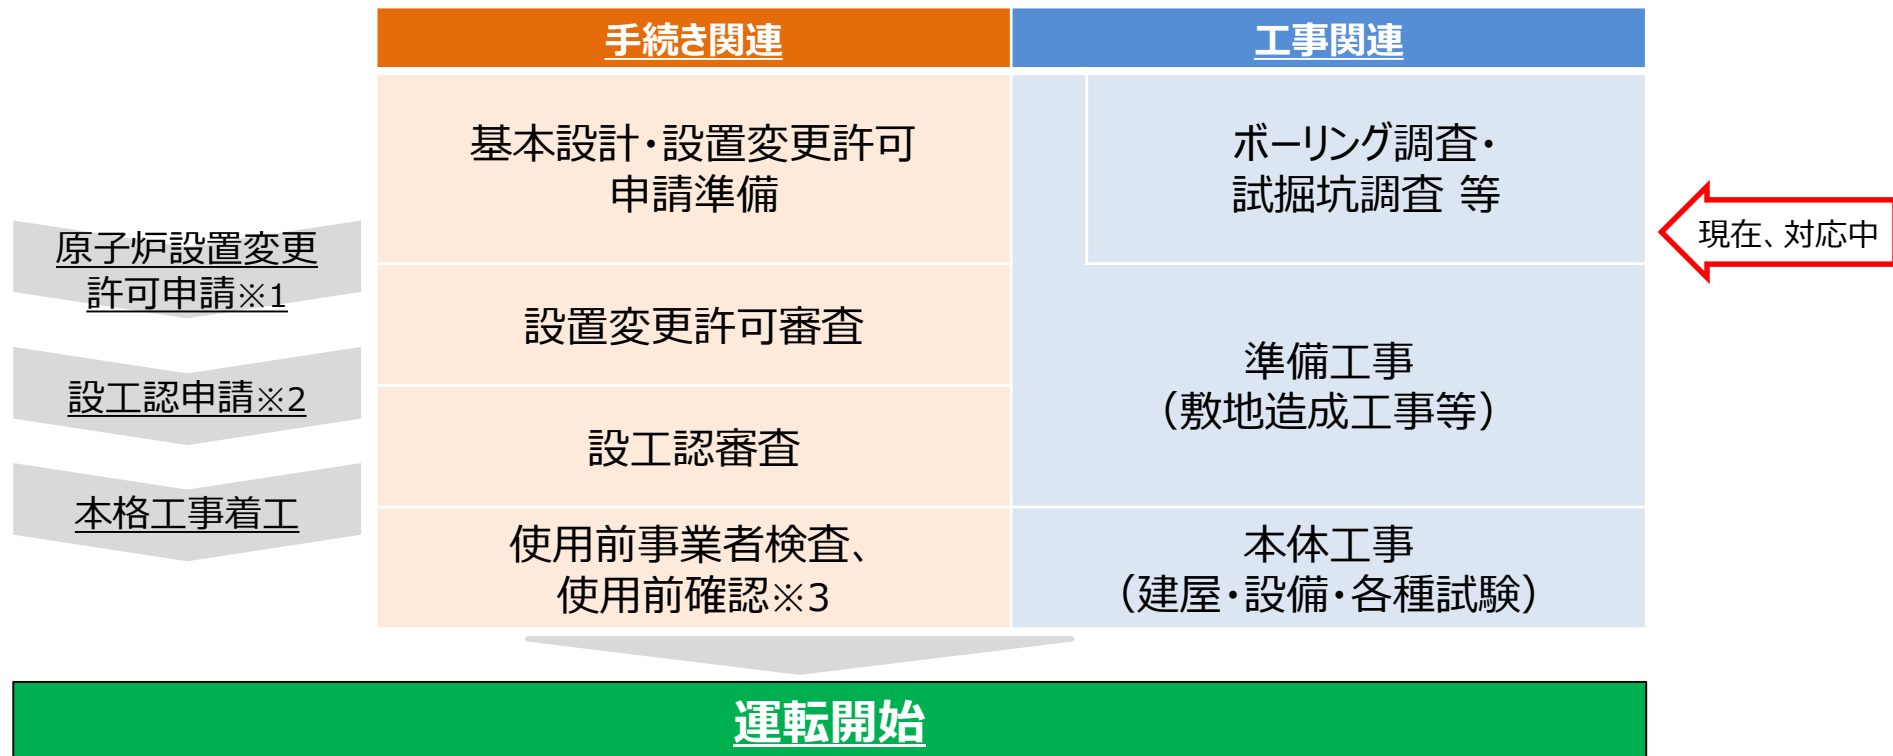 手続き関連
工事関連
基本設計・設置変更許可
申請準備
ボーリング調査・
試掘坑調査 等
現在、対応中
原子炉設置変更
許可申請※1
設置変更許可審査
準備工事
（敷地造成工事等）
設工認申請※2
設工認審査
本格工事着工
使用前事業者検査、
使用前確認※3
本体工事
（建屋・設備・各種試験）
運転開始